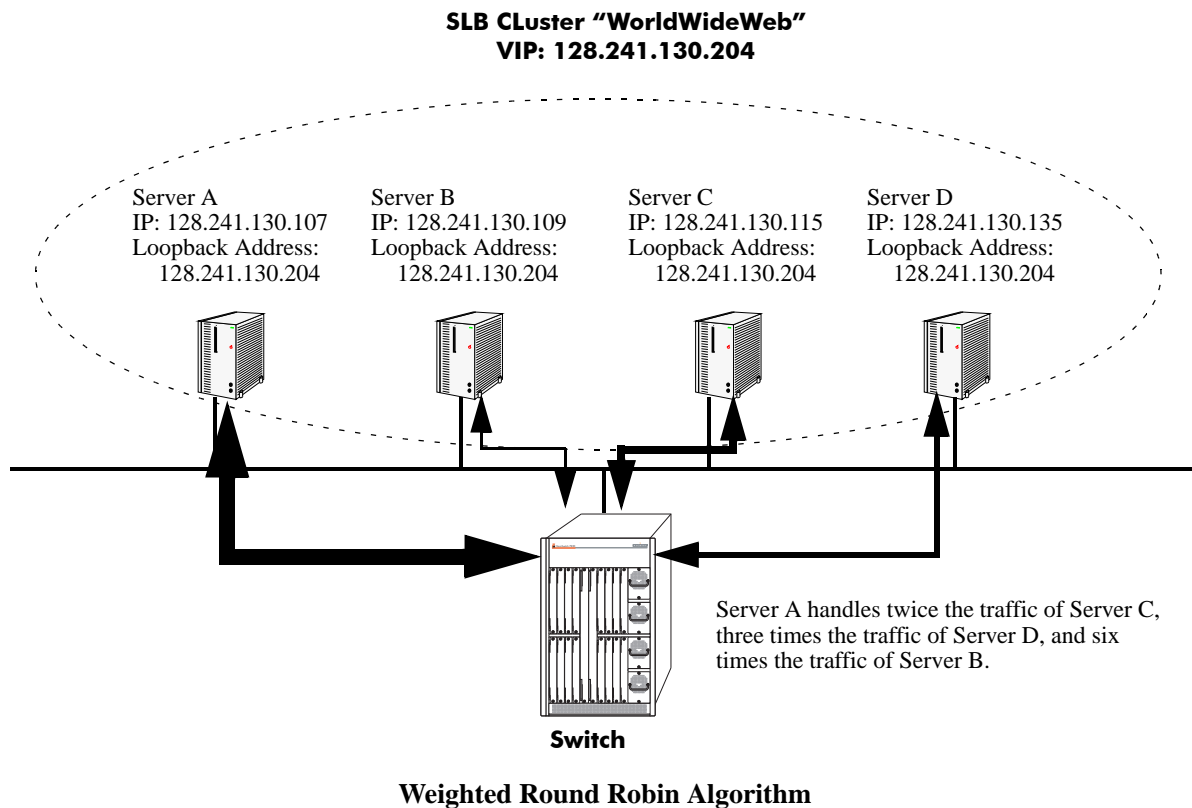 SLB CLuster “WorldWideWeb”
VIP: 128.241.130.204
Server A
IP: 128.241.130.107
Loopback Address:
128.241.130.204
Server B
IP: 128.241.130.109
Loopback Address:
128.241.130.204
Server C
IP: 128.241.130.115
Loopback Address:
128.241.130.204
Server D
IP: 128.241.130.135
Loopback Address:
128.241.130.204
Server A handles twice the traffic of Server C,
three times the traffic of Server D, and six
times the traffic of Server B.
Switch
Weighted Round Robin Algorithm